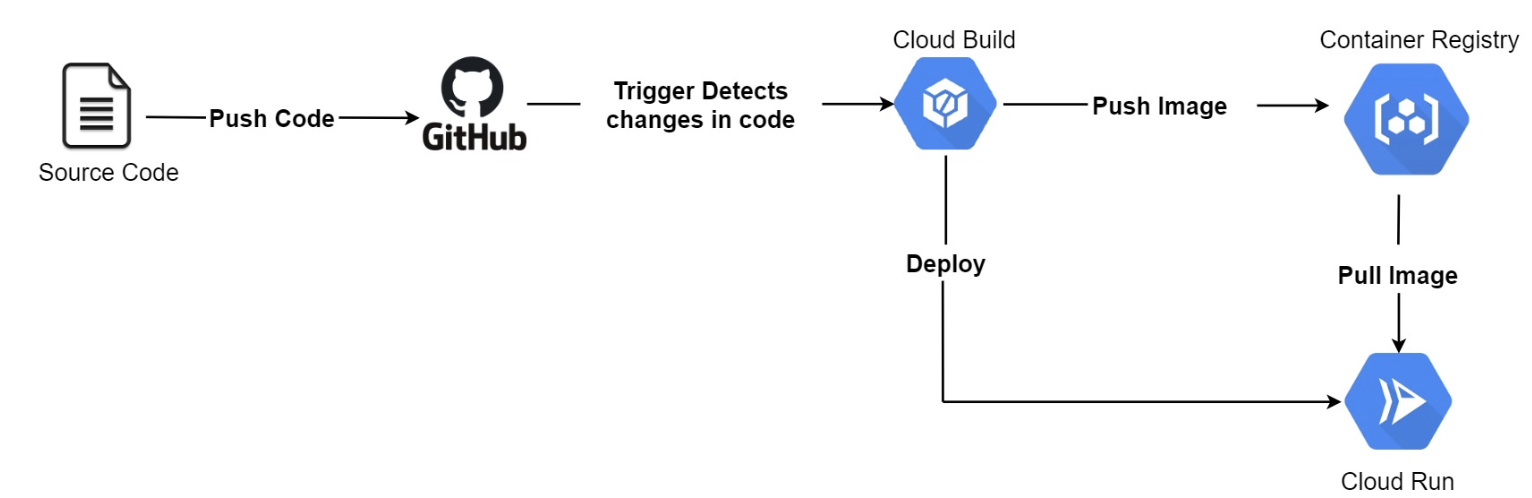 Cloud Build
Container Registry
Push Code
GitHub
Trigger Detects
changes in code
Push Image
Source Code
Deploy
Pull Image
Cloud Run